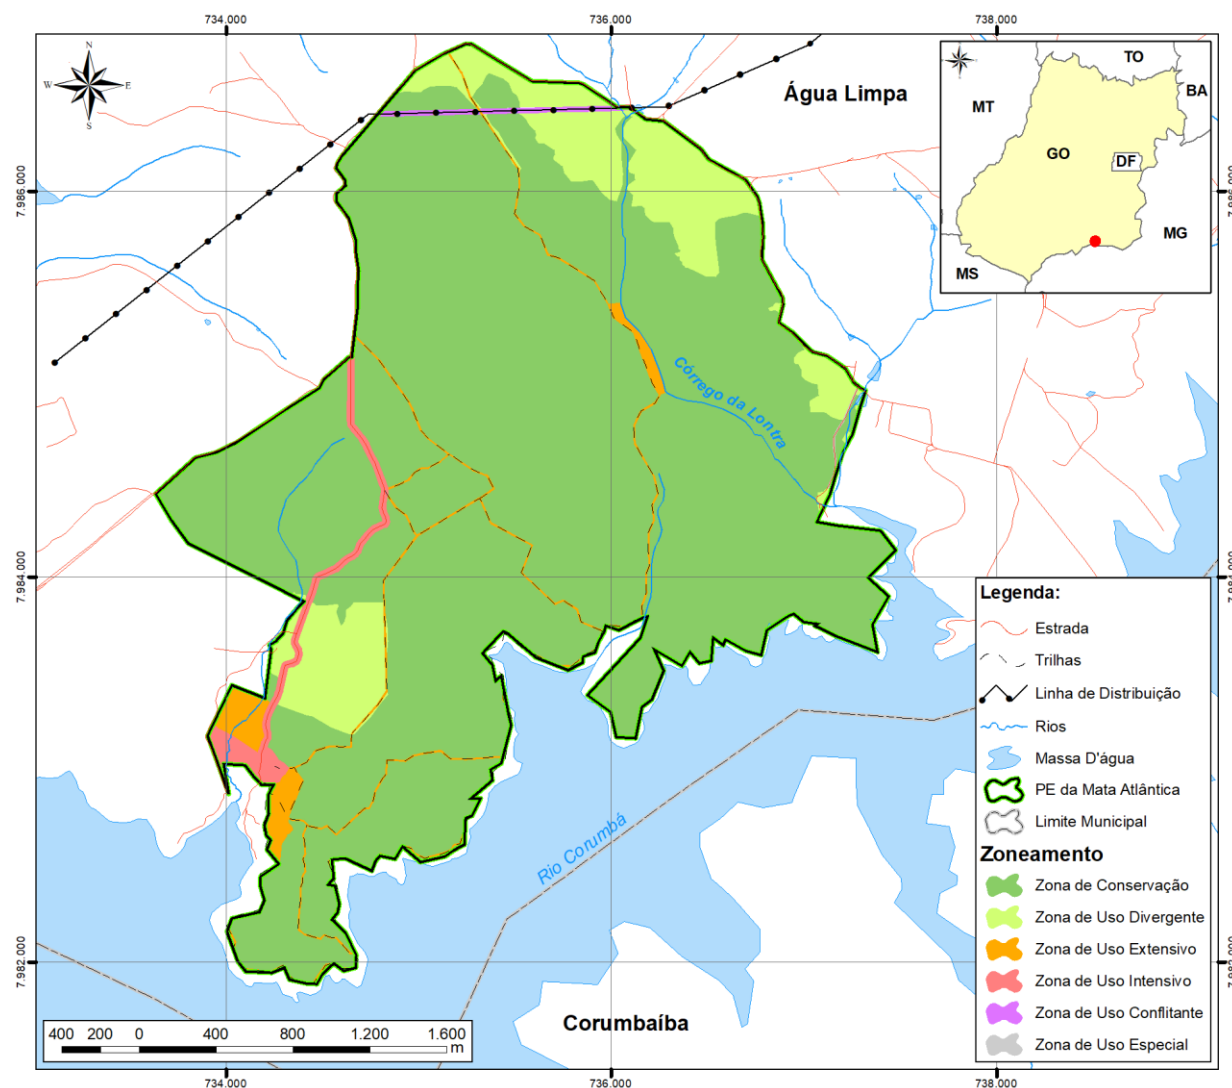 734.000
736.000
738.000
N
W
E
S
Água Limpa
TO
BA
MT
GO
DF
MG
MS
7.986.000
Córrego da Lontra
7.984.000
Legenda:
Estrada
Trilhas
Linha de Distribuição
Rios
Massa D'água
PE da Mata Atlântica
Limite Municipal
Zoneamento
Zona de Conservação
Zona de Uso Divergente
Zona de Uso Extensivo
Zona de Uso Intensivo
Zona de Uso Conflitante
Zona de Uso Especial
Rio Corumbá
7.982.000
7.982.000
Corumbaíba
400 200 0 400 800 1.200 1.600
m
734.000
736.000
738.000